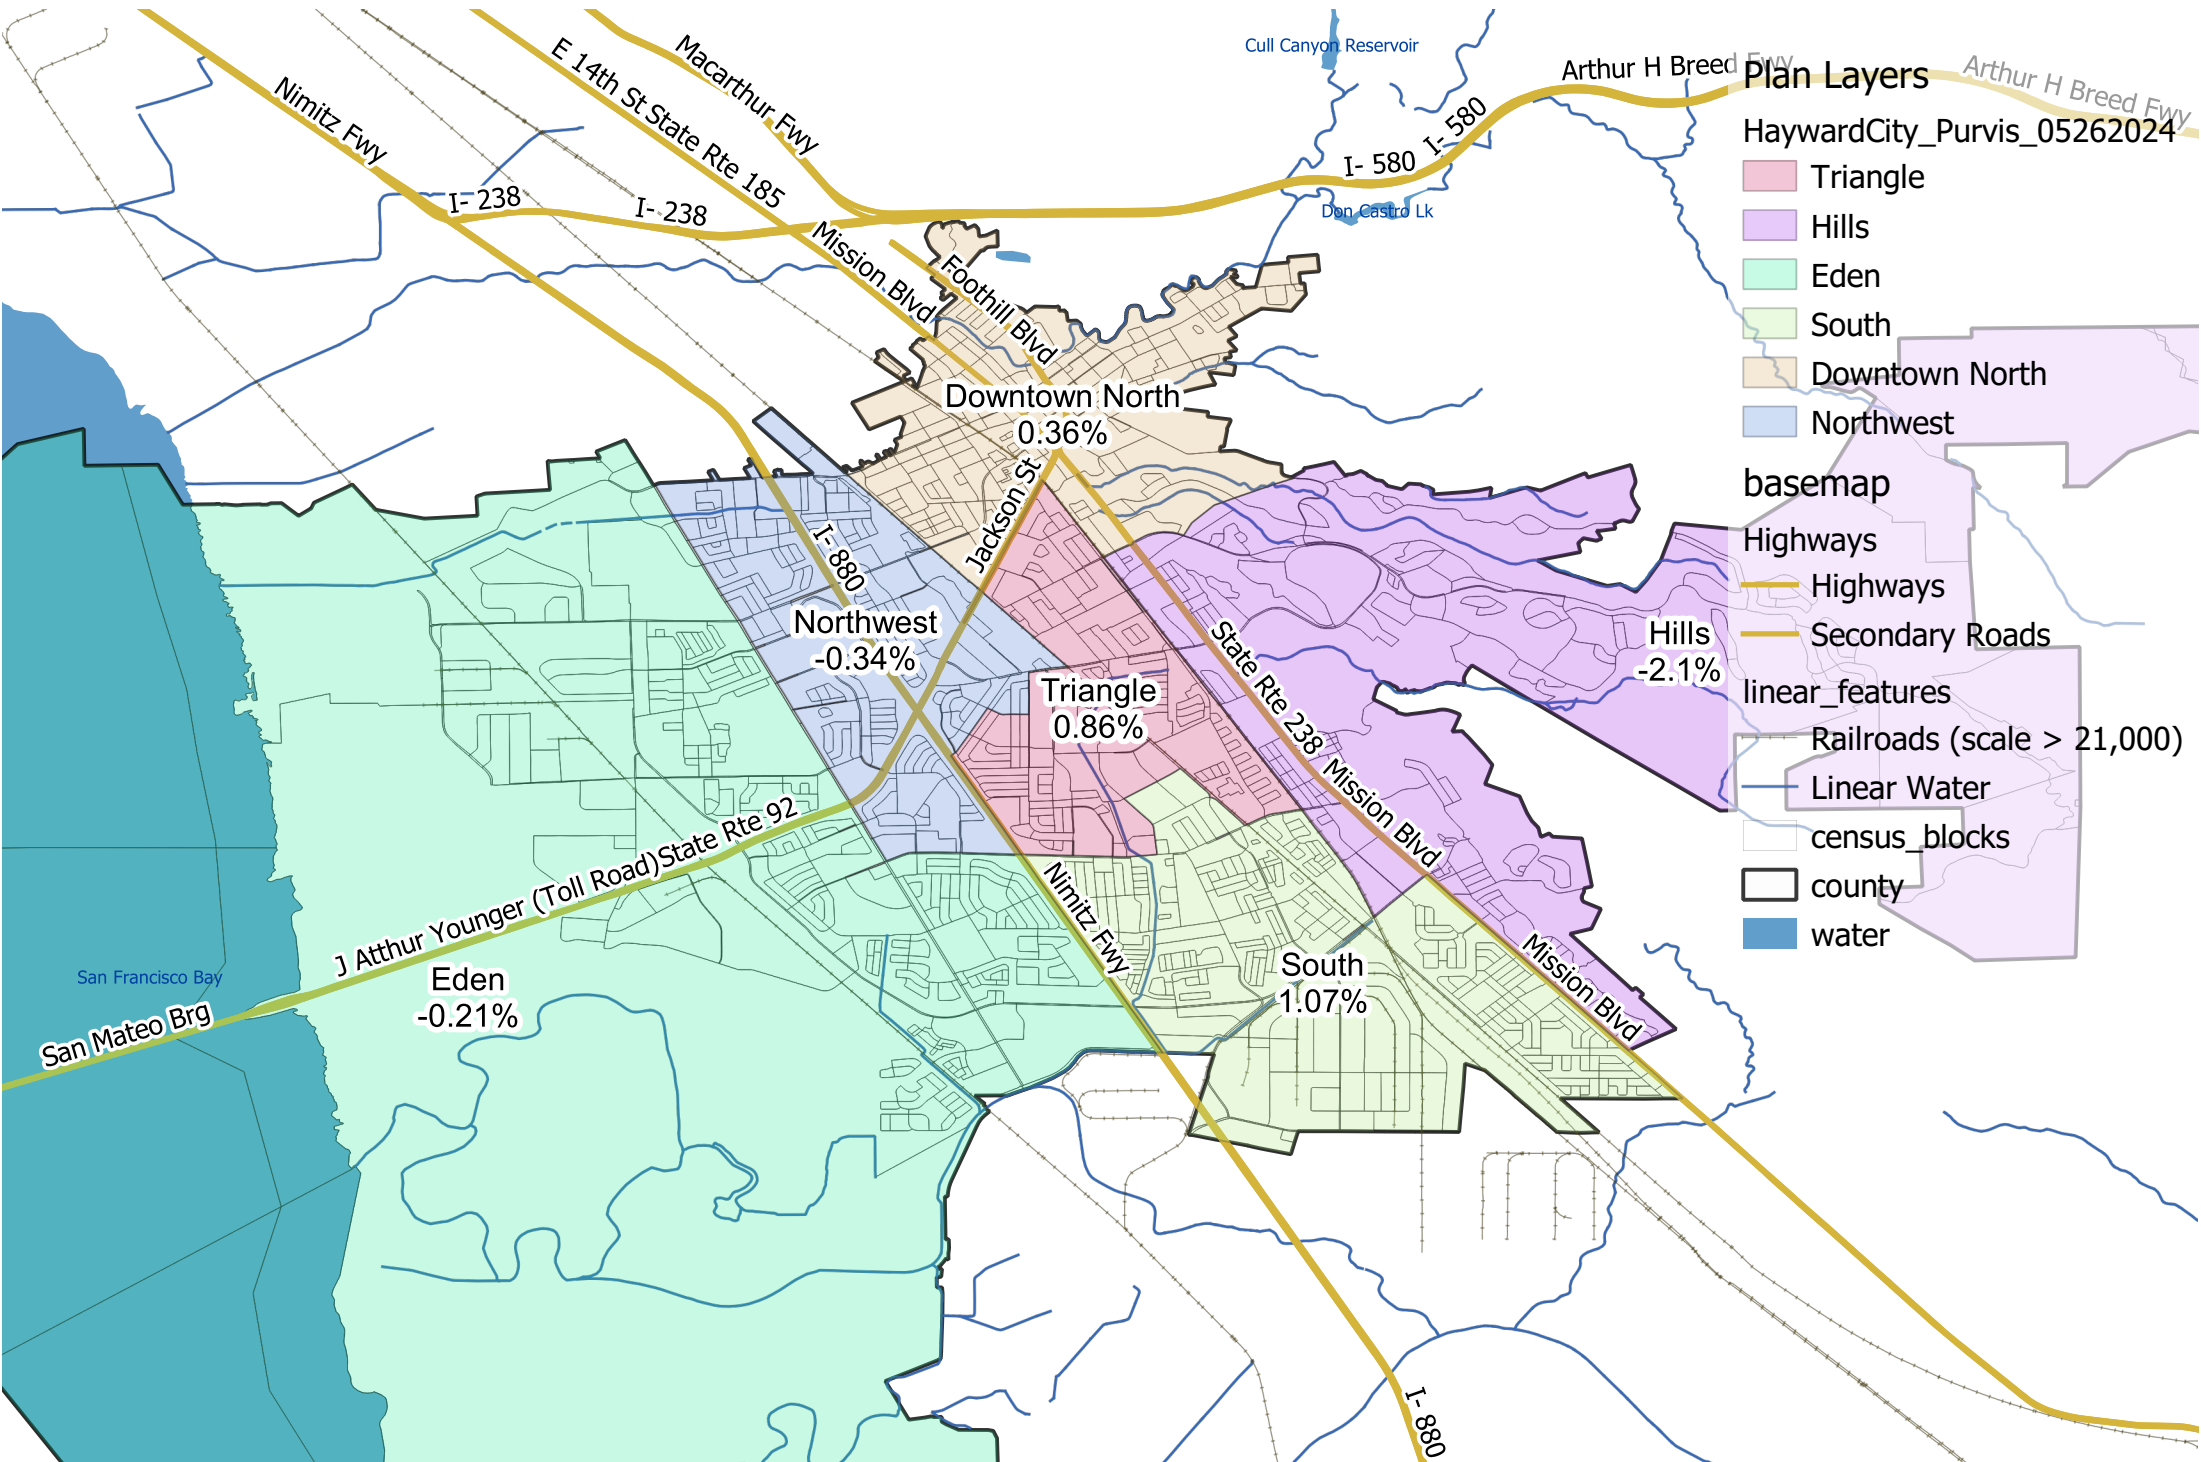 Cull Canyon Reservoir
Arthur H Breed Fwy
Arthur H Breed Fwy
Macarthur Fwy
E 14th St State Rte 185
Nimitz Fwy
I- 580
I- 580
I- 238
I- 238
Don Castro Lk
Mission Blvd
Foothill Blvd
Downtown North
0.36%
Jackson St
I- 880
Northwest
-0.34%
State Rte 238
Hills
-2.1%
Triangle
0.86%
Mission Blvd
J Atthur Younger (Toll Road)State Rte 92
Nimitz Fwy
San Francisco Bay
Eden
-0.21%
South
1.07%
Mission Blvd
San Mateo Brg
I- 880
Plan Layers
HaywardCity_Purvis_05262024
Triangle
Hills
Eden
South
Downtown North
Northwest
basemap
Highways
Highways
Secondary Roads
linear_features
Railroads (scale > 21,000)
Linear Water
census_blocks
county
water